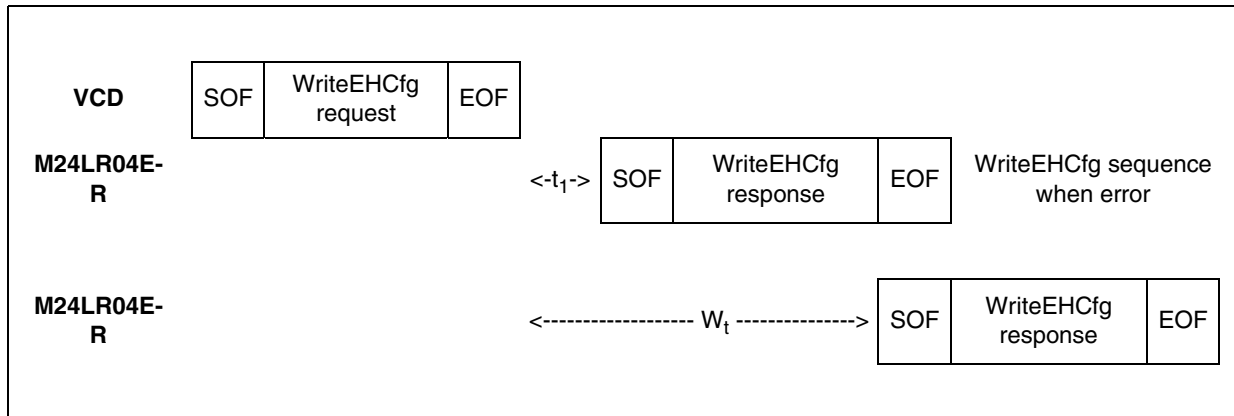 VCD
SOF
WriteEHCfg
request
EOF
M24LR04E-
R
<-t₁->
SOF
WriteEHCfg
response
EOF
WriteEHCfg sequence
when error
M24LR04E-
R
<------------------- Wₜ --------------->
SOF
WriteEHCfg
response
EOF